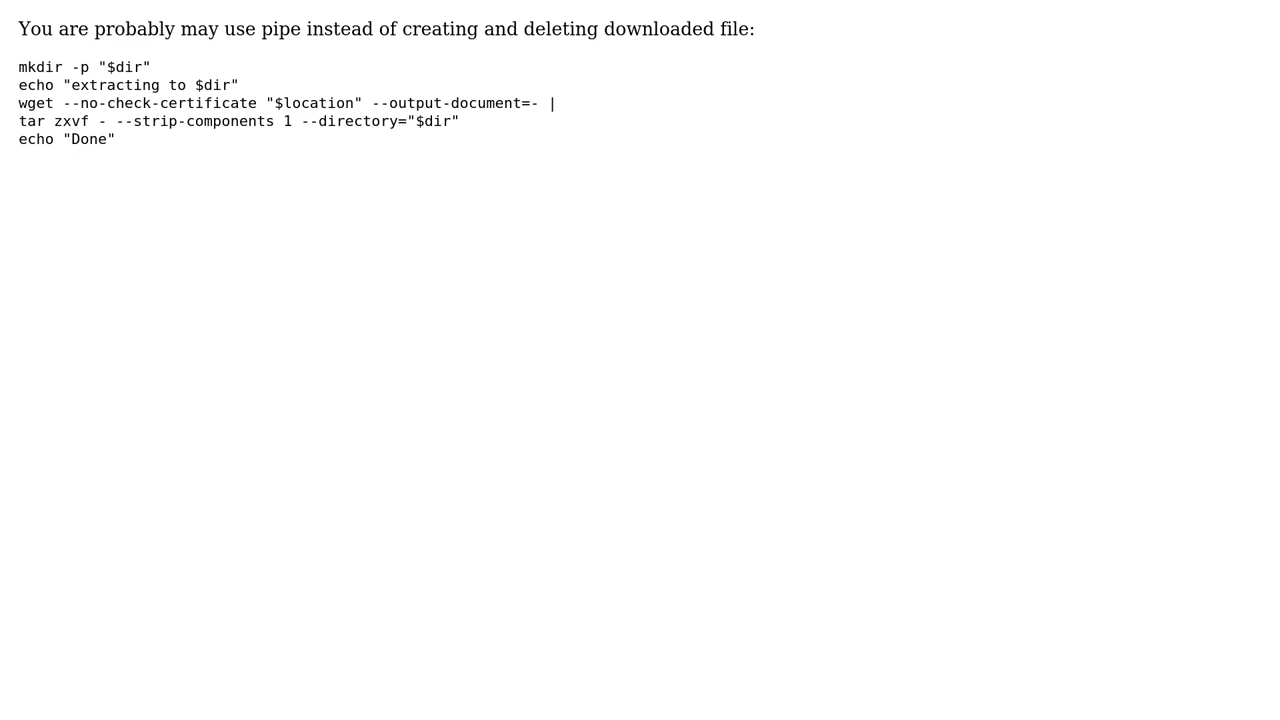 You are probably may use pipe instead of creating and deleting downloaded file:
mkdir -p "$dir"
echo "extracting to $dir"
wget --no-check-certificate "$location" --output-document=- |
tar zxvf - --strip-components 1 --directory="$dir"
echo "Done"